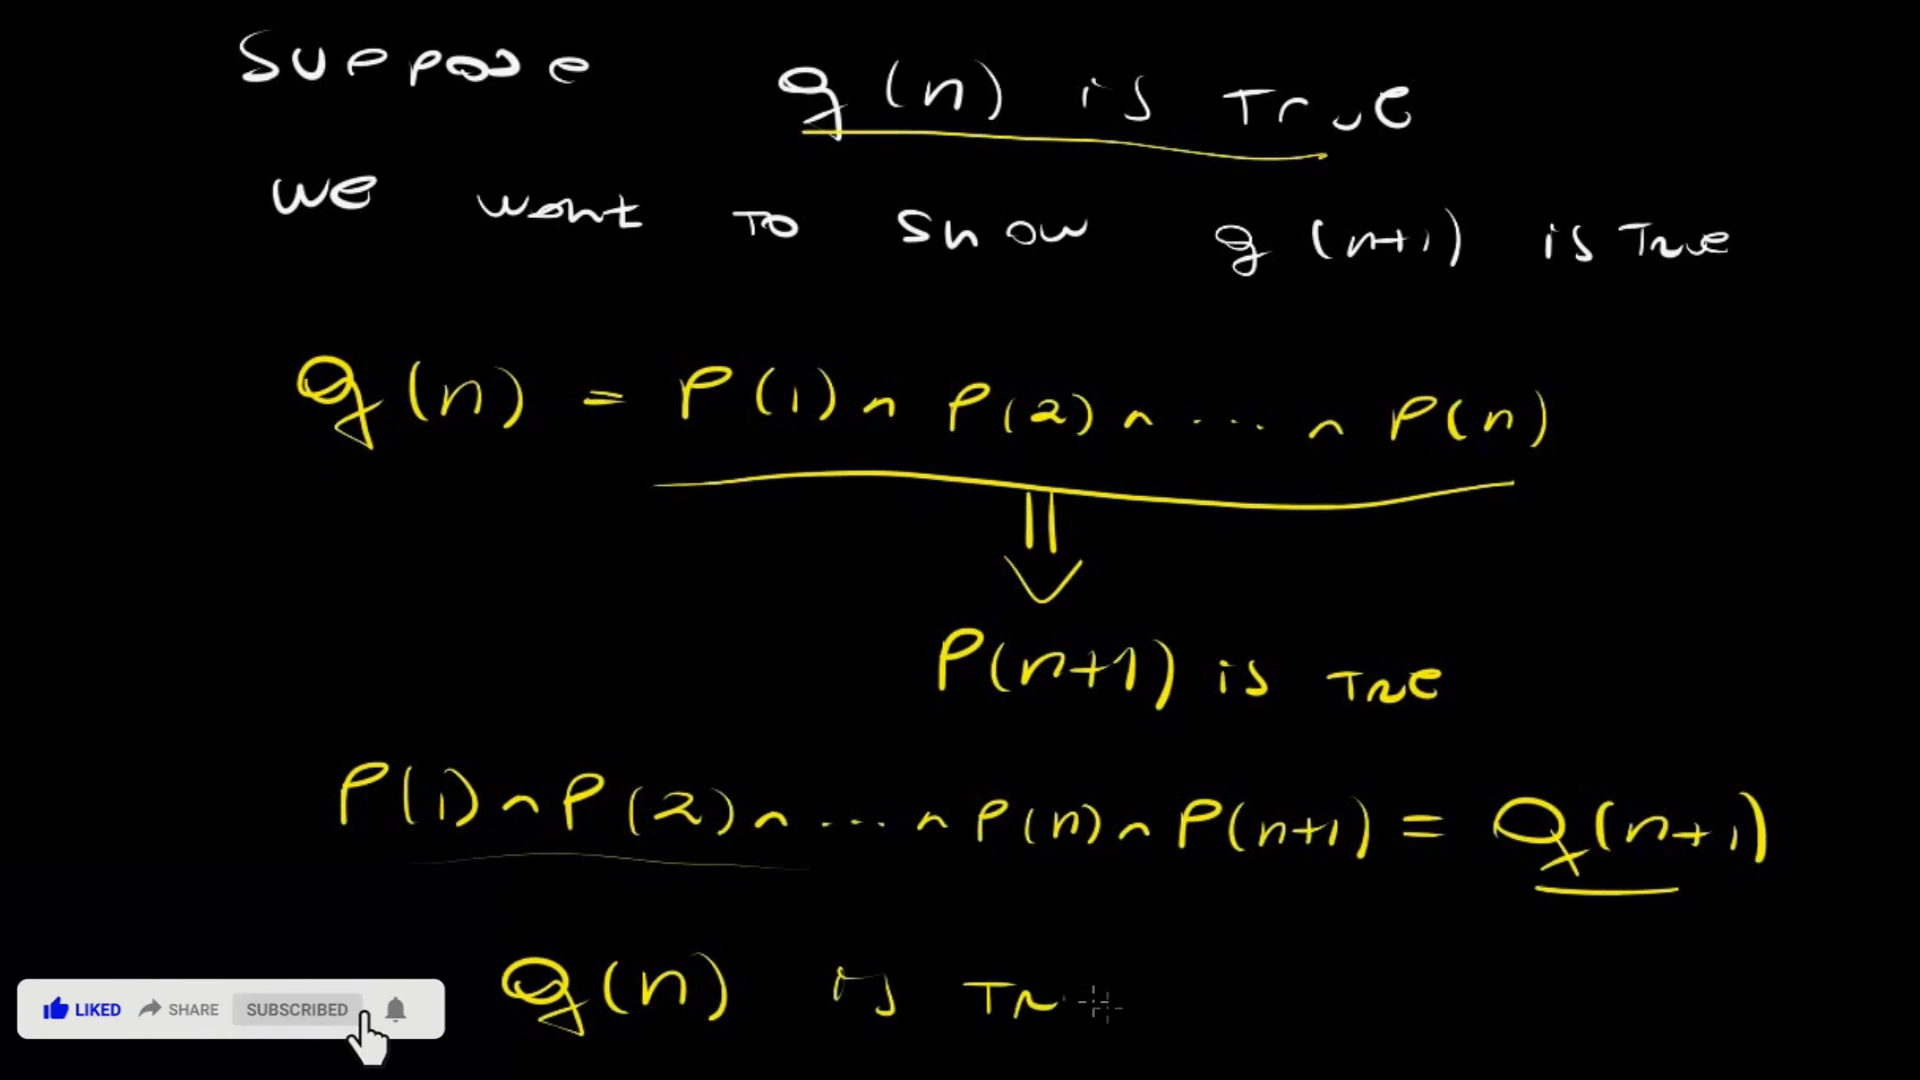 Suppose Q(n) is True
we want to show Q(n+1) is True
Q(n) = P(1) ∧ P(2) ∧ ... ∧ P(n)
⇓
P(n+1) is True
P(1) ∧ P(2) ∧ ... ∧ P(n) ∧ P(n+1) = Q(n+1)
Q(n) is Tr
LIKED SHARE SUBSCRIBED